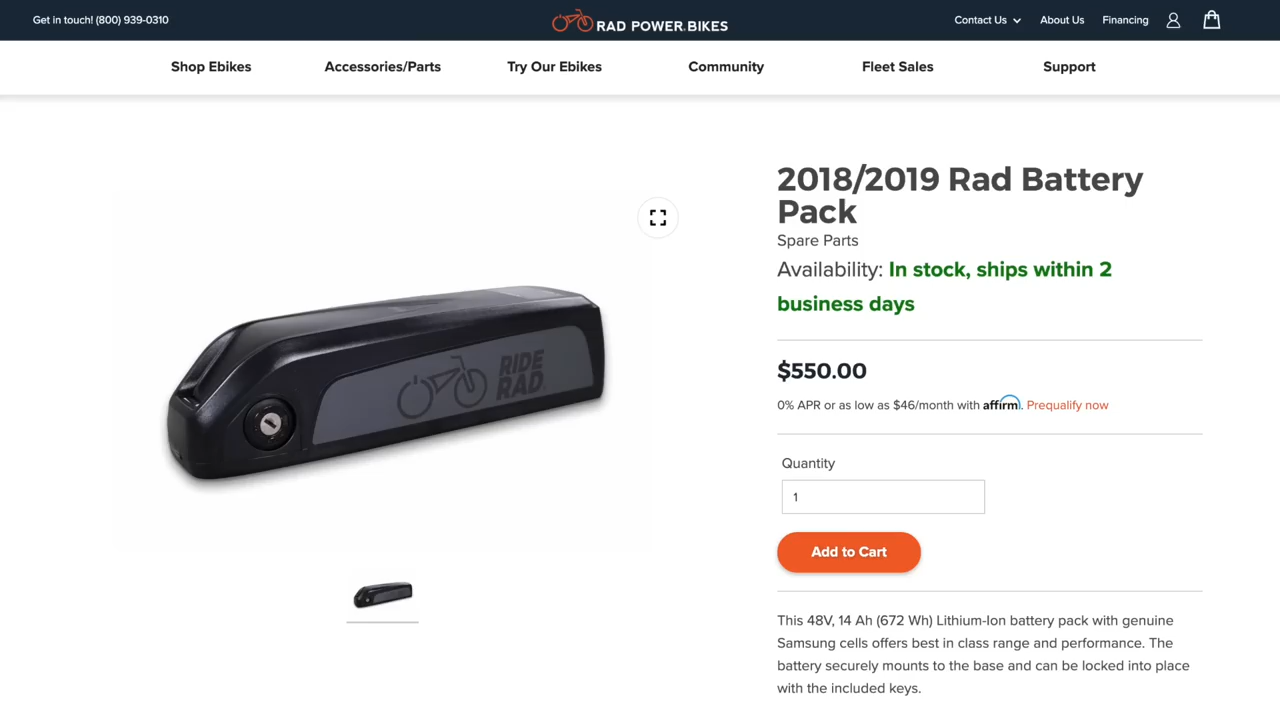 Get in touch! (800) 939-0310
RAD POWER BIKES
Contact Us
About Us
Financing
Shop Ebikes
Accessories/Parts
Try Our Ebikes
Community
Fleet Sales
Support
RIDE
RAD
2018/2019 Rad Battery
Pack
Spare Parts
Availability: In stock, ships within 2
business days
$550.00
0% APR or as low as $46/month with affirm. Prequalify now
Quantity
1
Add to Cart
This 48V, 14 Ah (672 Wh) Lithium-Ion battery pack with genuine
Samsung cells offers best in class range and performance. The
battery securely mounts to the base and can be locked into place
with the included keys.